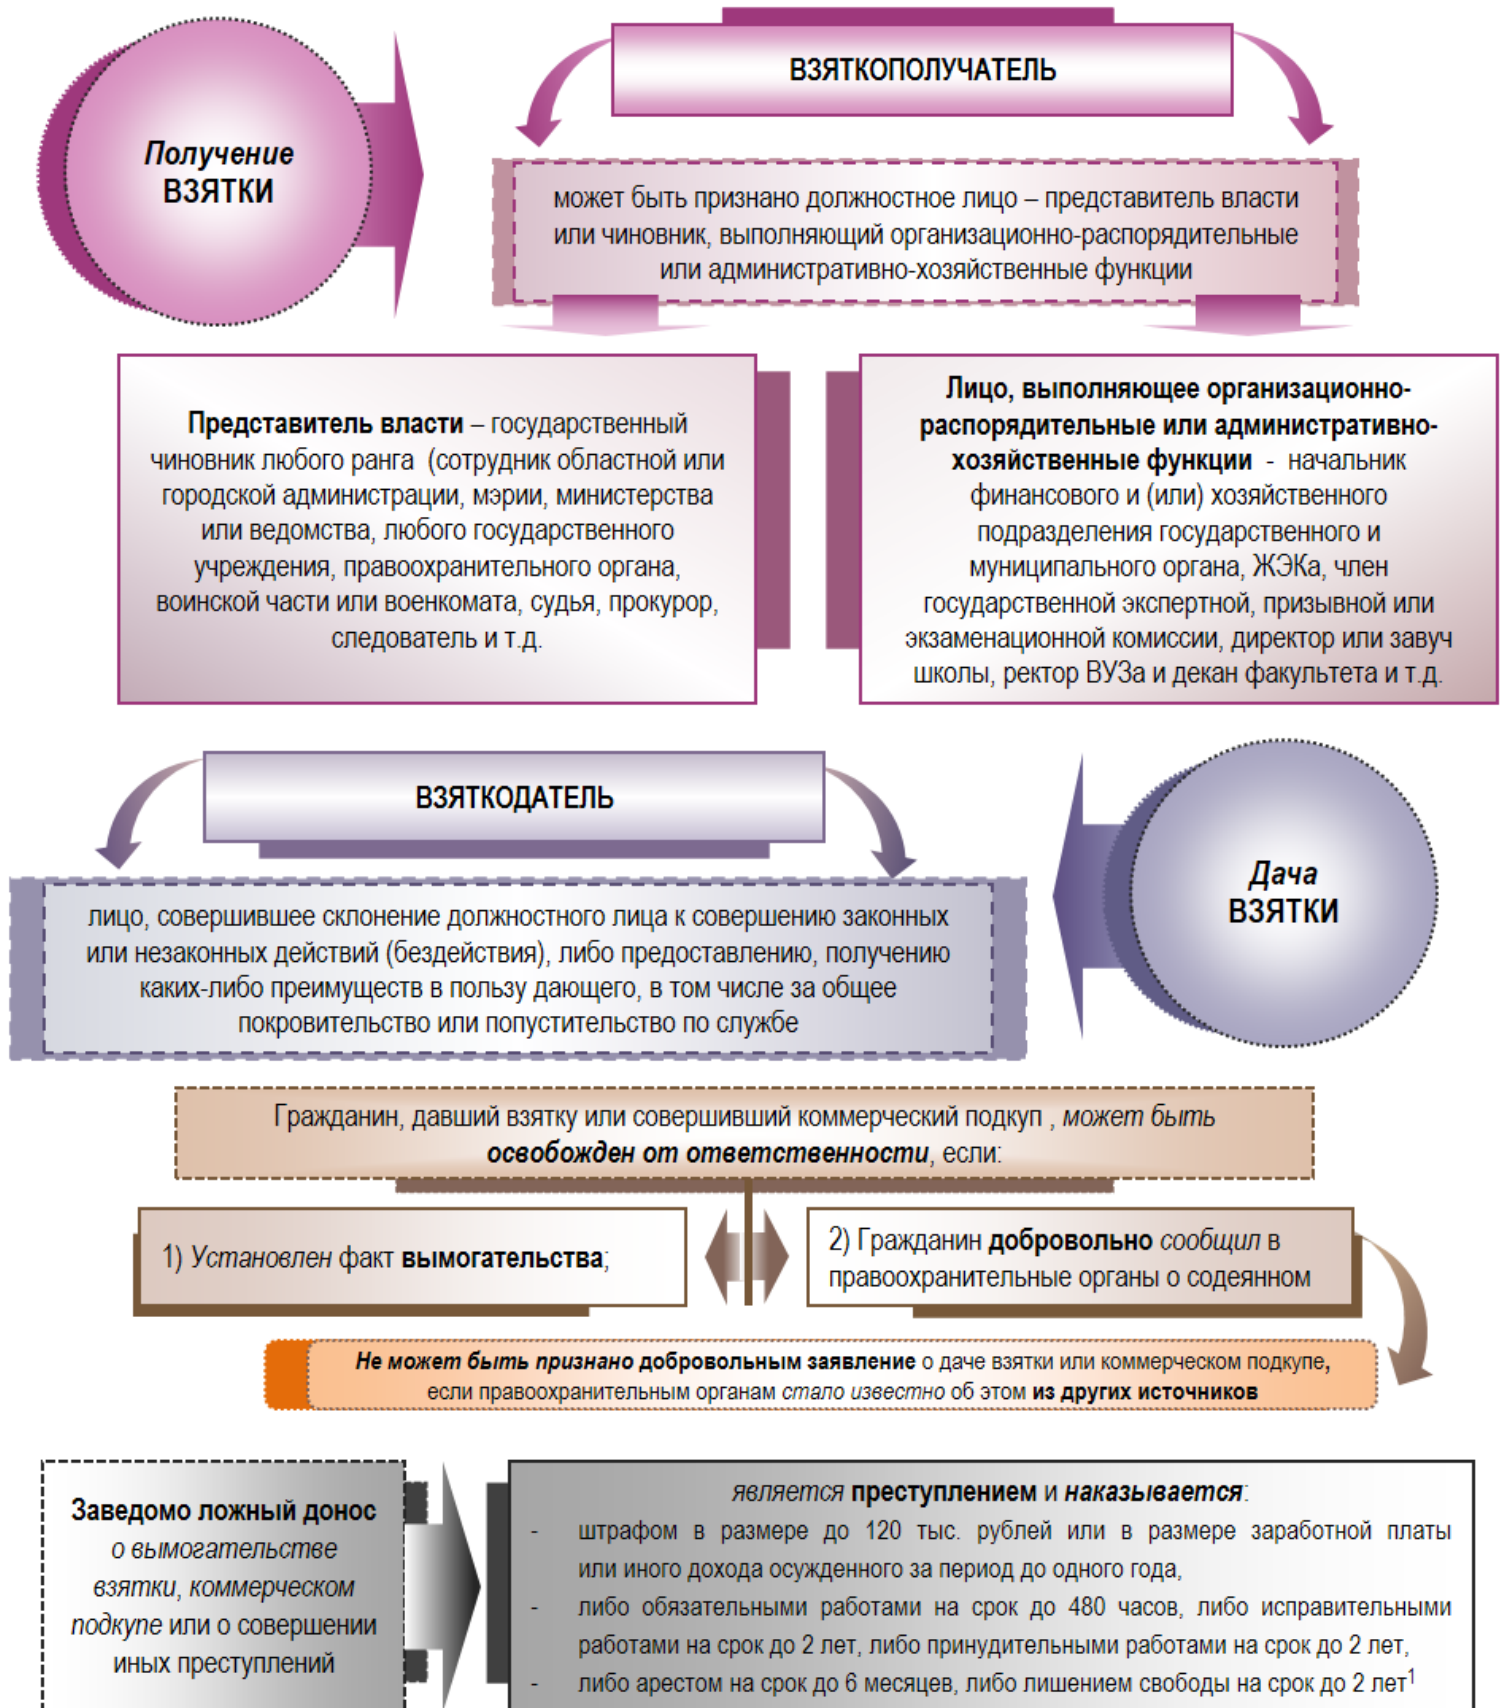 Получение
ВЗЯТКИ
ВЗЯТКОПОЛУЧАТЕЛЬ
может быть признано должностное лицо – представитель власти
или чиновник, выполняющий организационно-распорядительные
или административно-хозяйственные функции
Представитель власти – государственный
чиновник любого ранга (сотрудник областной или
городской администрации, мэрии, министерства
или ведомства, любого государственного
учреждения, правоохранительного органа,
воинской части или военкомата, судья, прокурор,
следователь и т.д.
Лицо, выполняющее организационно-
распорядительные или административно-
хозяйственные функции - начальник
финансового и (или) хозяйственного
подразделения государственного и
муниципального органа, ЖЭКа, член
государственной экспертной, призывной или
экзаменационной комиссии, директор или завуч
школы, ректор ВУЗа и декан факультета и т.д.
ВЗЯТКОДАТЕЛЬ
лицо, совершившее склонение должностного лица к совершению законных
или незаконных действий (бездействия), либо предоставлению, получению
каких-либо преимуществ в пользу дающего, в том числе за общее
покровительство или попустительство по службе
Дача
ВЗЯТКИ
Гражданин, давший взятку или совершивший коммерческий подкуп , может быть
освобожден от ответственности, если:
1) Установлен факт вымогательства;
2) Гражданин добровольно сообщил в
правоохранительные органы о содеянном
Не может быть признано добровольным заявление о даче взятки или коммерческом подкупе,
если правоохранительным органам стало известно об этом из других источников
Заведомо ложный донос
о вымогательстве
взятки, коммерческом
подкупе или о совершении
иных преступлений
является преступлением и наказывается:
- штрафом в размере до 120 тыс. рублей или в размере заработной платы
или иного дохода осужденного за период до одного года,
- либо обязательными работами на срок до 480 часов, либо исправительными
работами на срок до 2 лет, либо принудительными работами на срок до 2 лет,
- либо арестом на срок до 6 месяцев, либо лишением свободы на срок до 2 лет¹